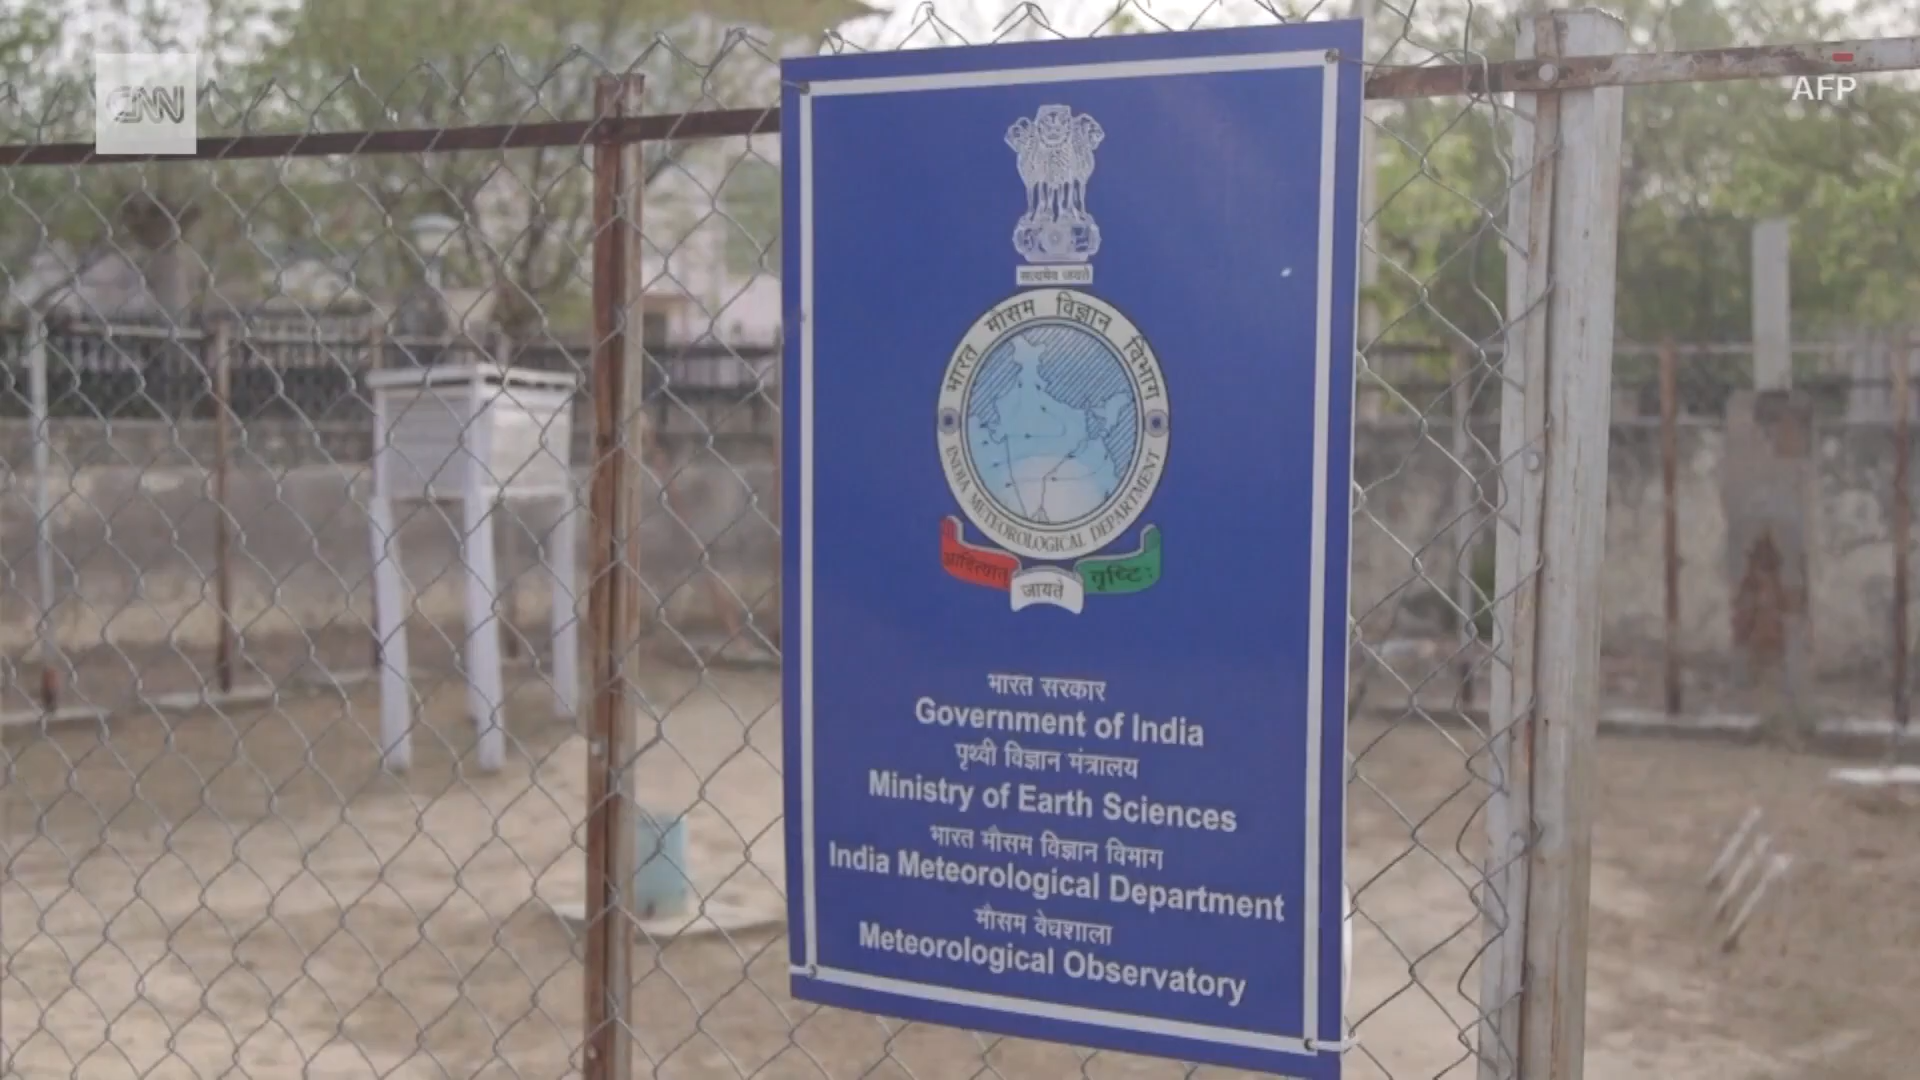 CNN
AFP
सत्यमेव जयते
भारत मौसम विज्ञान विभाग
INDIA METEOROLOGICAL DEPARTMENT
आदित्यात्
जायते
वृष्टिः
भारत सरकार
Government of India
पृथ्वी विज्ञान मंत्रालय
Ministry of Earth Sciences
भारत मौसम विज्ञान विभाग
India Meteorological Department
मौसम वेधशाला
Meteorological Observatory